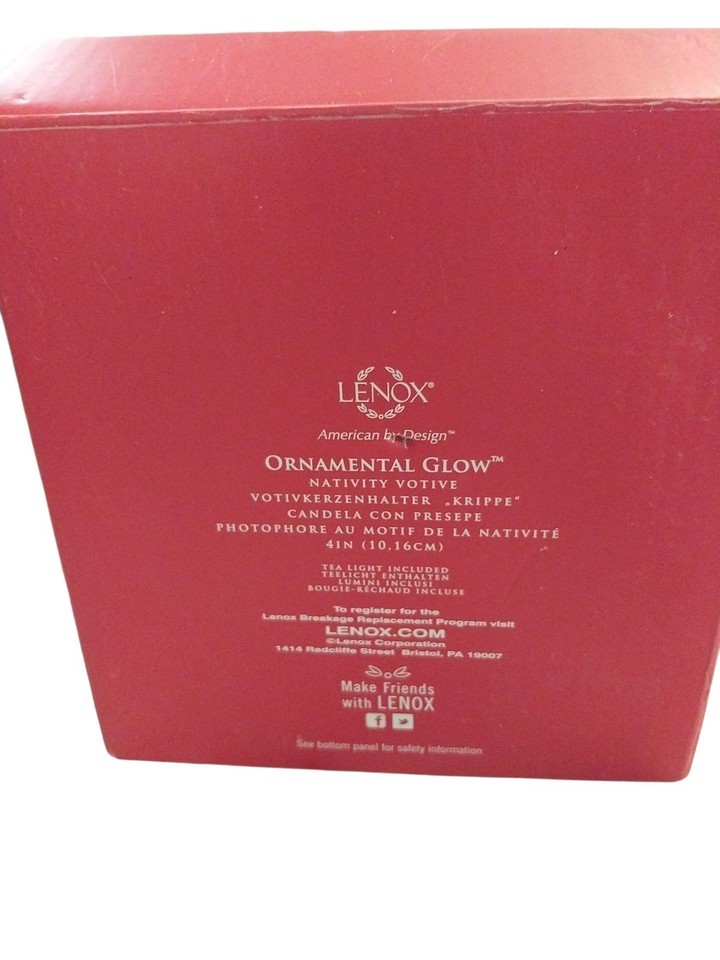 LENOX®
American by Design™
ORNAMENTAL GLOW™
NATIVITY VOTIVE
VOTIVKERZENHALTER „KRIPPE“
CANDELA CON PRESEPE
PHOTOPHORE AU MOTIF DE LA NATIVITÉ
4IN (10,16CM)
TEA LIGHT INCLUDED
TEELICHT ENTHALTEN
LUMINI INCLUSI
BOUGIE-RÉCHAUD INCLUSE
To register for the
Lenox Breakage Replacement Program visit
LENOX.COM
©Lenox Corporation
1414 Radcliffe Street Bristol, PA 19007
Make Friends
with LENOX
f
See bottom panel for safety information